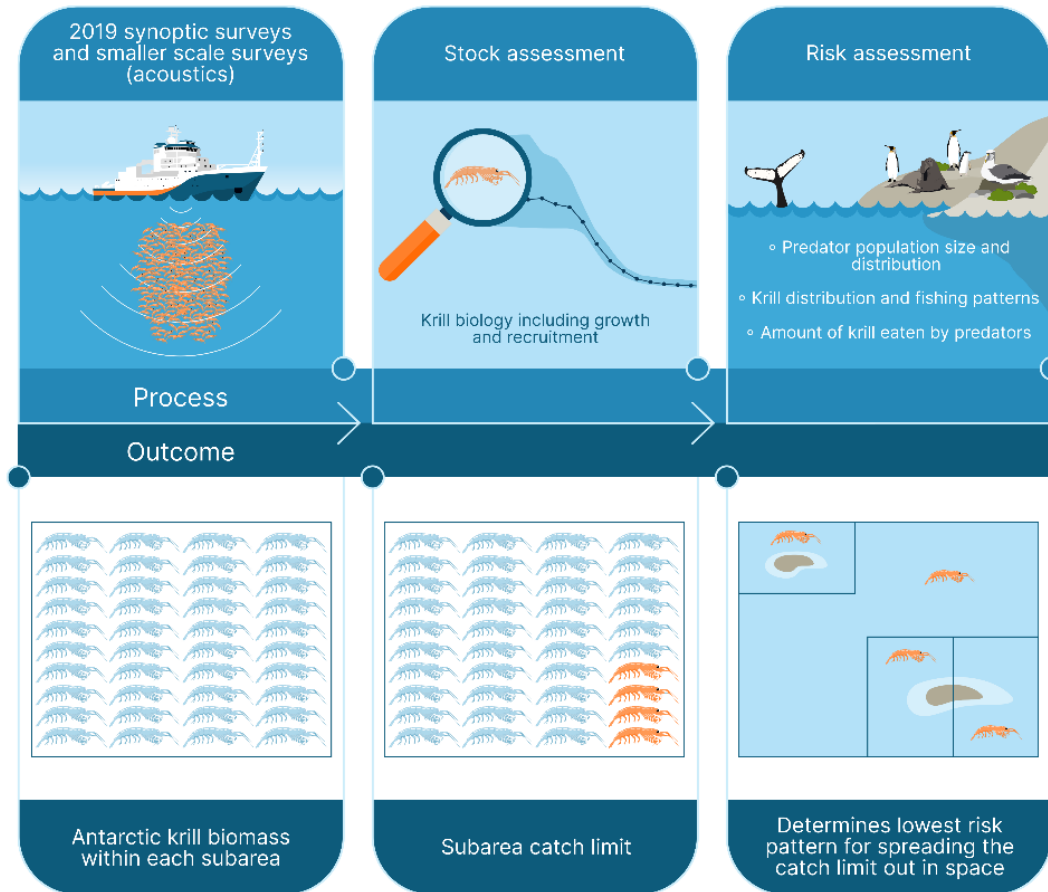 2019 synoptic surveys
and smaller scale surveys
(acoustics)
Stock assessment
Risk assessment
Krill biology including growth
and recruitment
◦ Predator population size and
distribution
◦ Krill distribution and fishing patterns
◦ Amount of krill eaten by predators
Process
Outcome
Antarctic krill biomass
within each subarea
Subarea catch limit
Determines lowest risk
pattern for spreading the
catch limit out in space